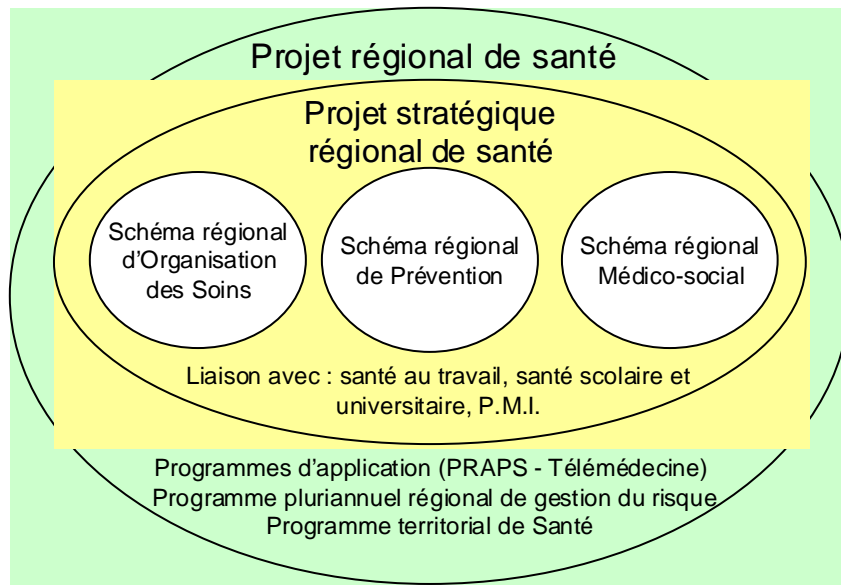 Projet régional de santé
Projet stratégique
régional de santé
Schéma régional
d'Organisation
des Soins
Schéma régional
de Prévention
Schéma régional
Médico-social
Liaison avec : santé au travail, santé scolaire et
universitaire, P.M.I.
Programmes d'application (PRAPS - Télémédecine)
Programme pluriannuel régional de gestion du risque
Programme territorial de Santé